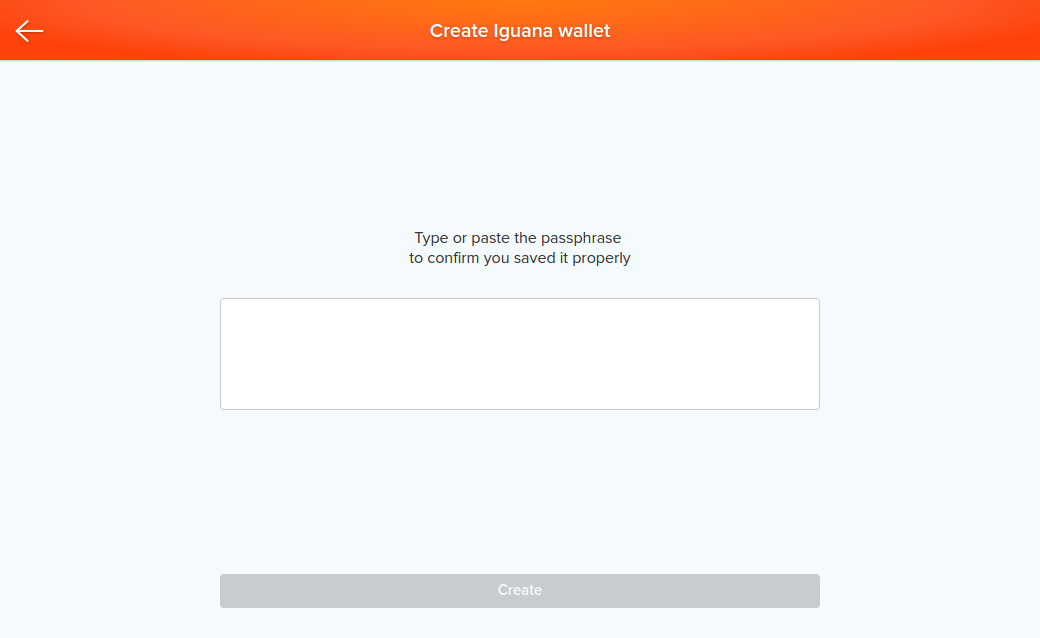 Create Iguana wallet
Type or paste the passphrase
to confirm you saved it properly
Create